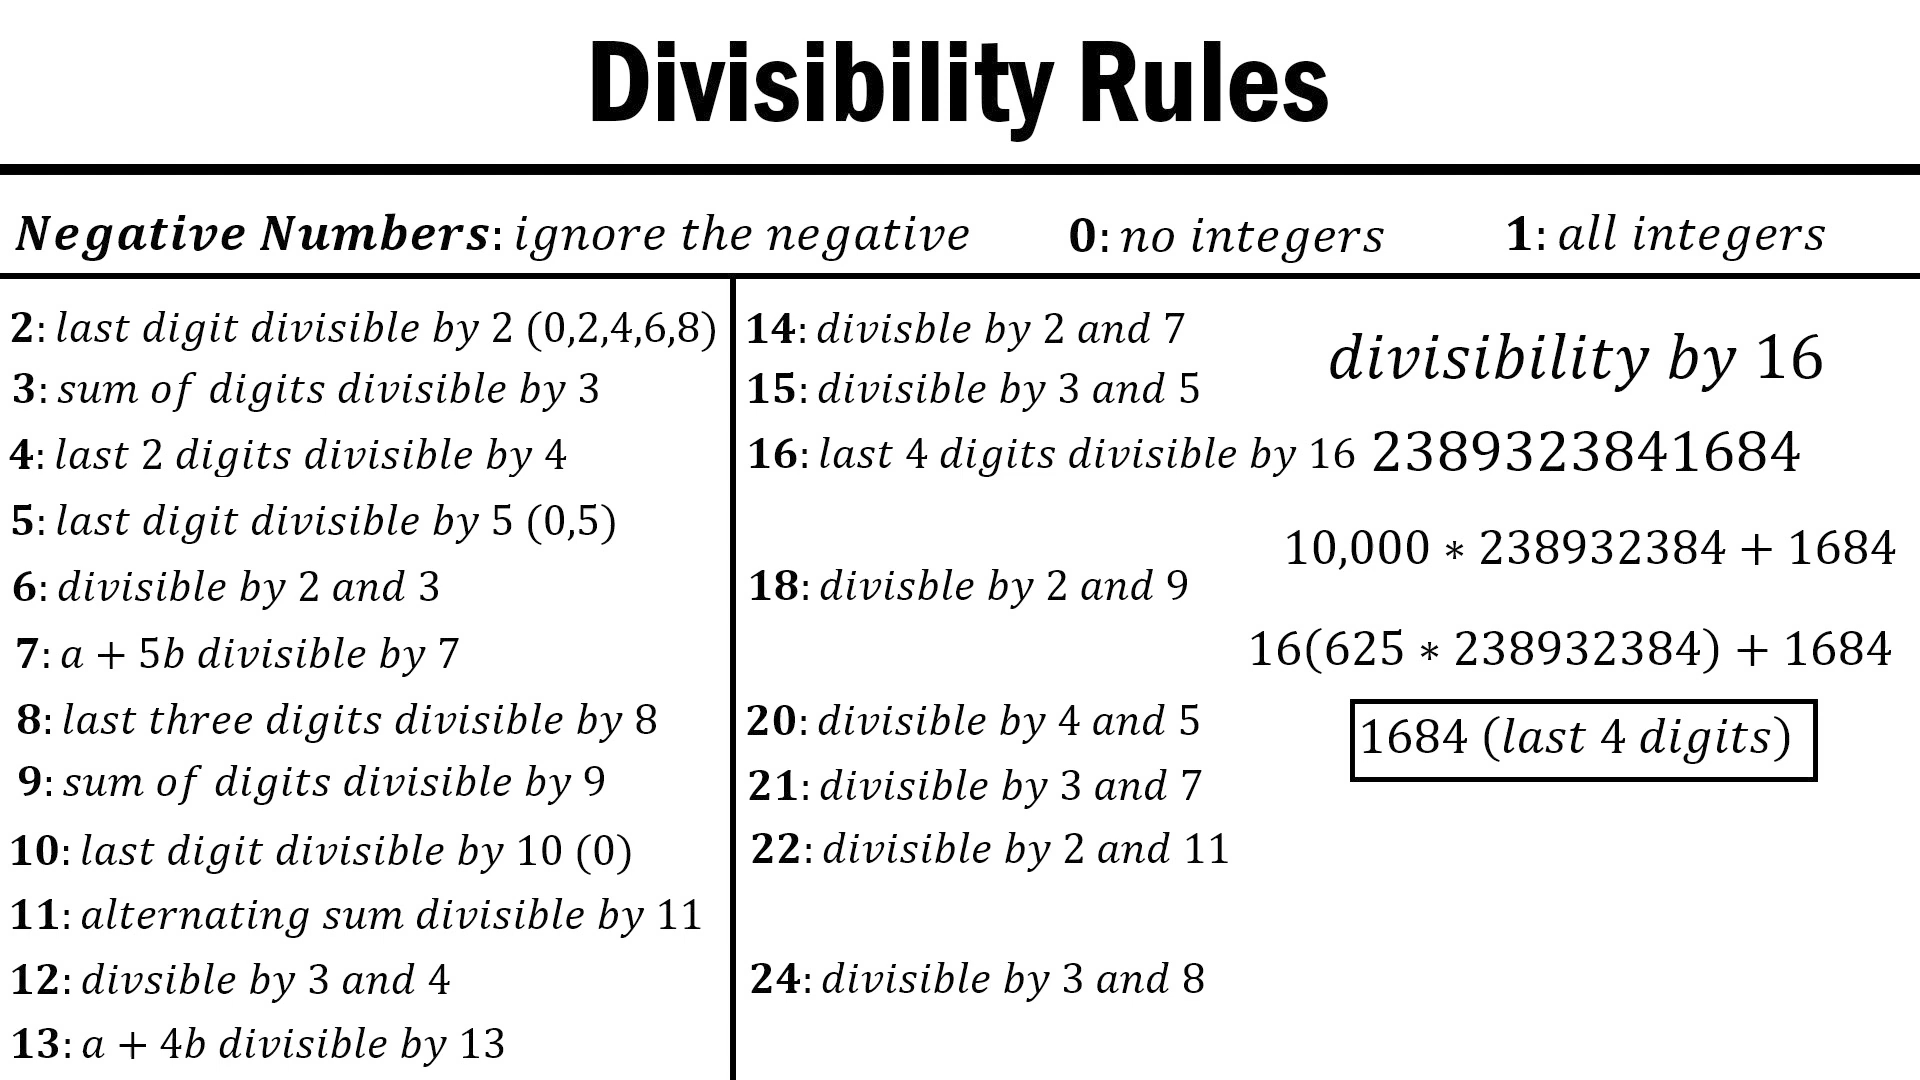 Divisibility Rules
Negative Numbers: ignore the negative
0: no integers
1: all integers
2: last digit divisible by 2 (0,2,4,6,8)
3: sum of digits divisible by 3
4: last 2 digits divisible by 4
5: last digit divisible by 5 (0,5)
6: divisible by 2 and 3
7: a + 5b divisible by 7
8: last three digits divisible by 8
9: sum of digits divisible by 9
10: last digit divisible by 10 (0)
11: alternating sum divisible by 11
12: divsible by 3 and 4
13: a + 4b divisible by 13
14: divisble by 2 and 7
15: divisible by 3 and 5
16: last 4 digits divisible by 16
18: divisble by 2 and 9
20: divisible by 4 and 5
21: divisible by 3 and 7
22: divisible by 2 and 11
24: divisible by 3 and 8
divisibility by 16
2389323841684
10,000 * 238932384 + 1684
16(625 * 238932384) + 1684
1684 (last 4 digits)